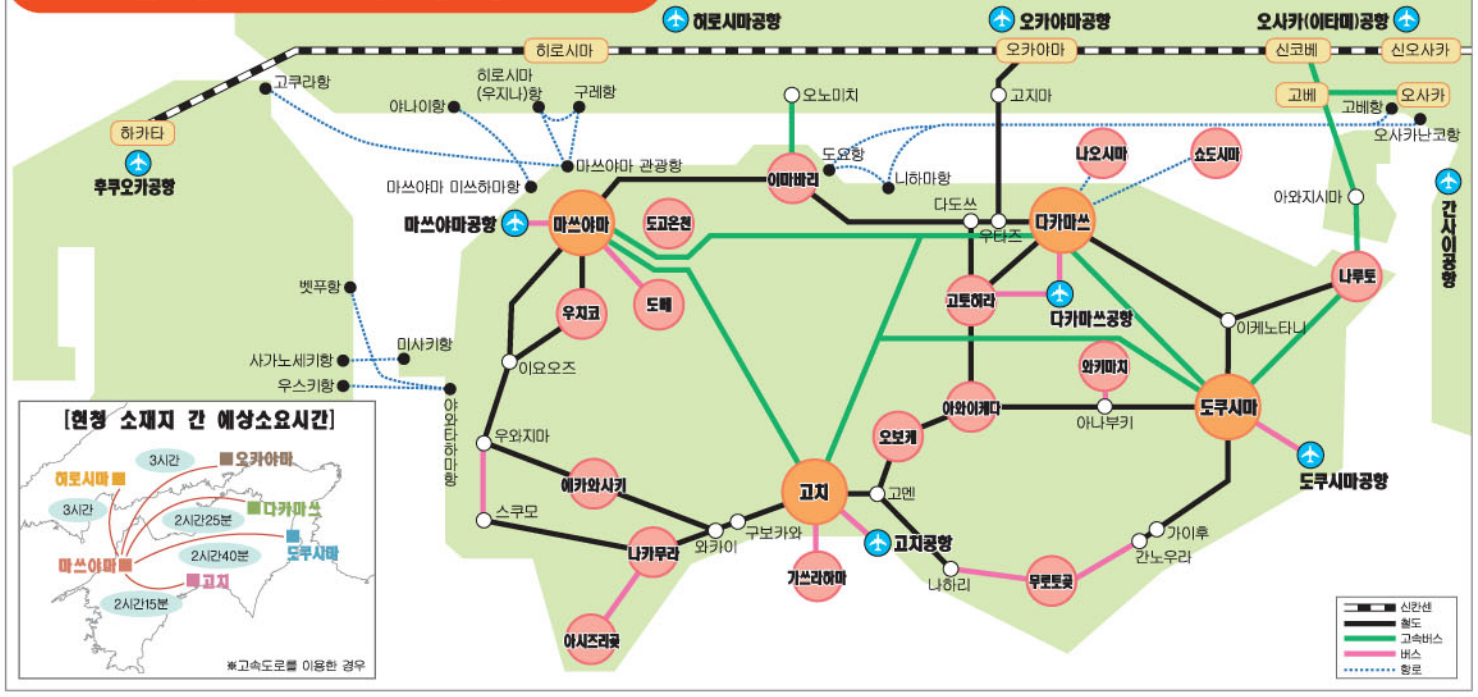 히로시마공항
오카야마공항
오사카(이타미)공항
히로시마
오카야마
신코베
신오사카
고쿠라항
히로시마
(우지나)항
구레항
야나이항
오노미치
고지마
고베
오사카
고베항
오사카난코항
하카타
후쿠오카공항
마쓰야마 관광항
마쓰야마 미쓰하마항
이마바리
도요항
니하마항
나오시마
쇼도시마
아와지시마
간사이공항
마쓰야마공항
마쓰야마
도고온천
다도쓰
우타즈
다카마쓰
나루토
벳푸항
우치코
도베
고토히라
다카마쓰공항
이케노타니
미사키항
사가노세키항
이요오즈
우스키항
와키마치
야와타하마항
아와이케다
아나부키
도쿠시마
오보케
우와지마
도쿠시마공항
에카와사키
고치
고멘
스쿠모
구보카와
와카이
고치공항
가이후
간노우라
나카무라
가쓰라하마
나하리
무로토곶
아시즈리곶
[현청 소재지 간 예상소요시간]
3시간
오카야마
히로시마
3시간
다카마쓰
2시간25분
도쿠시마
2시간40분
마쓰야마
고치
2시간15분
※고속도로를 이용한 경우
신칸센
철도
고속버스
버스
항로